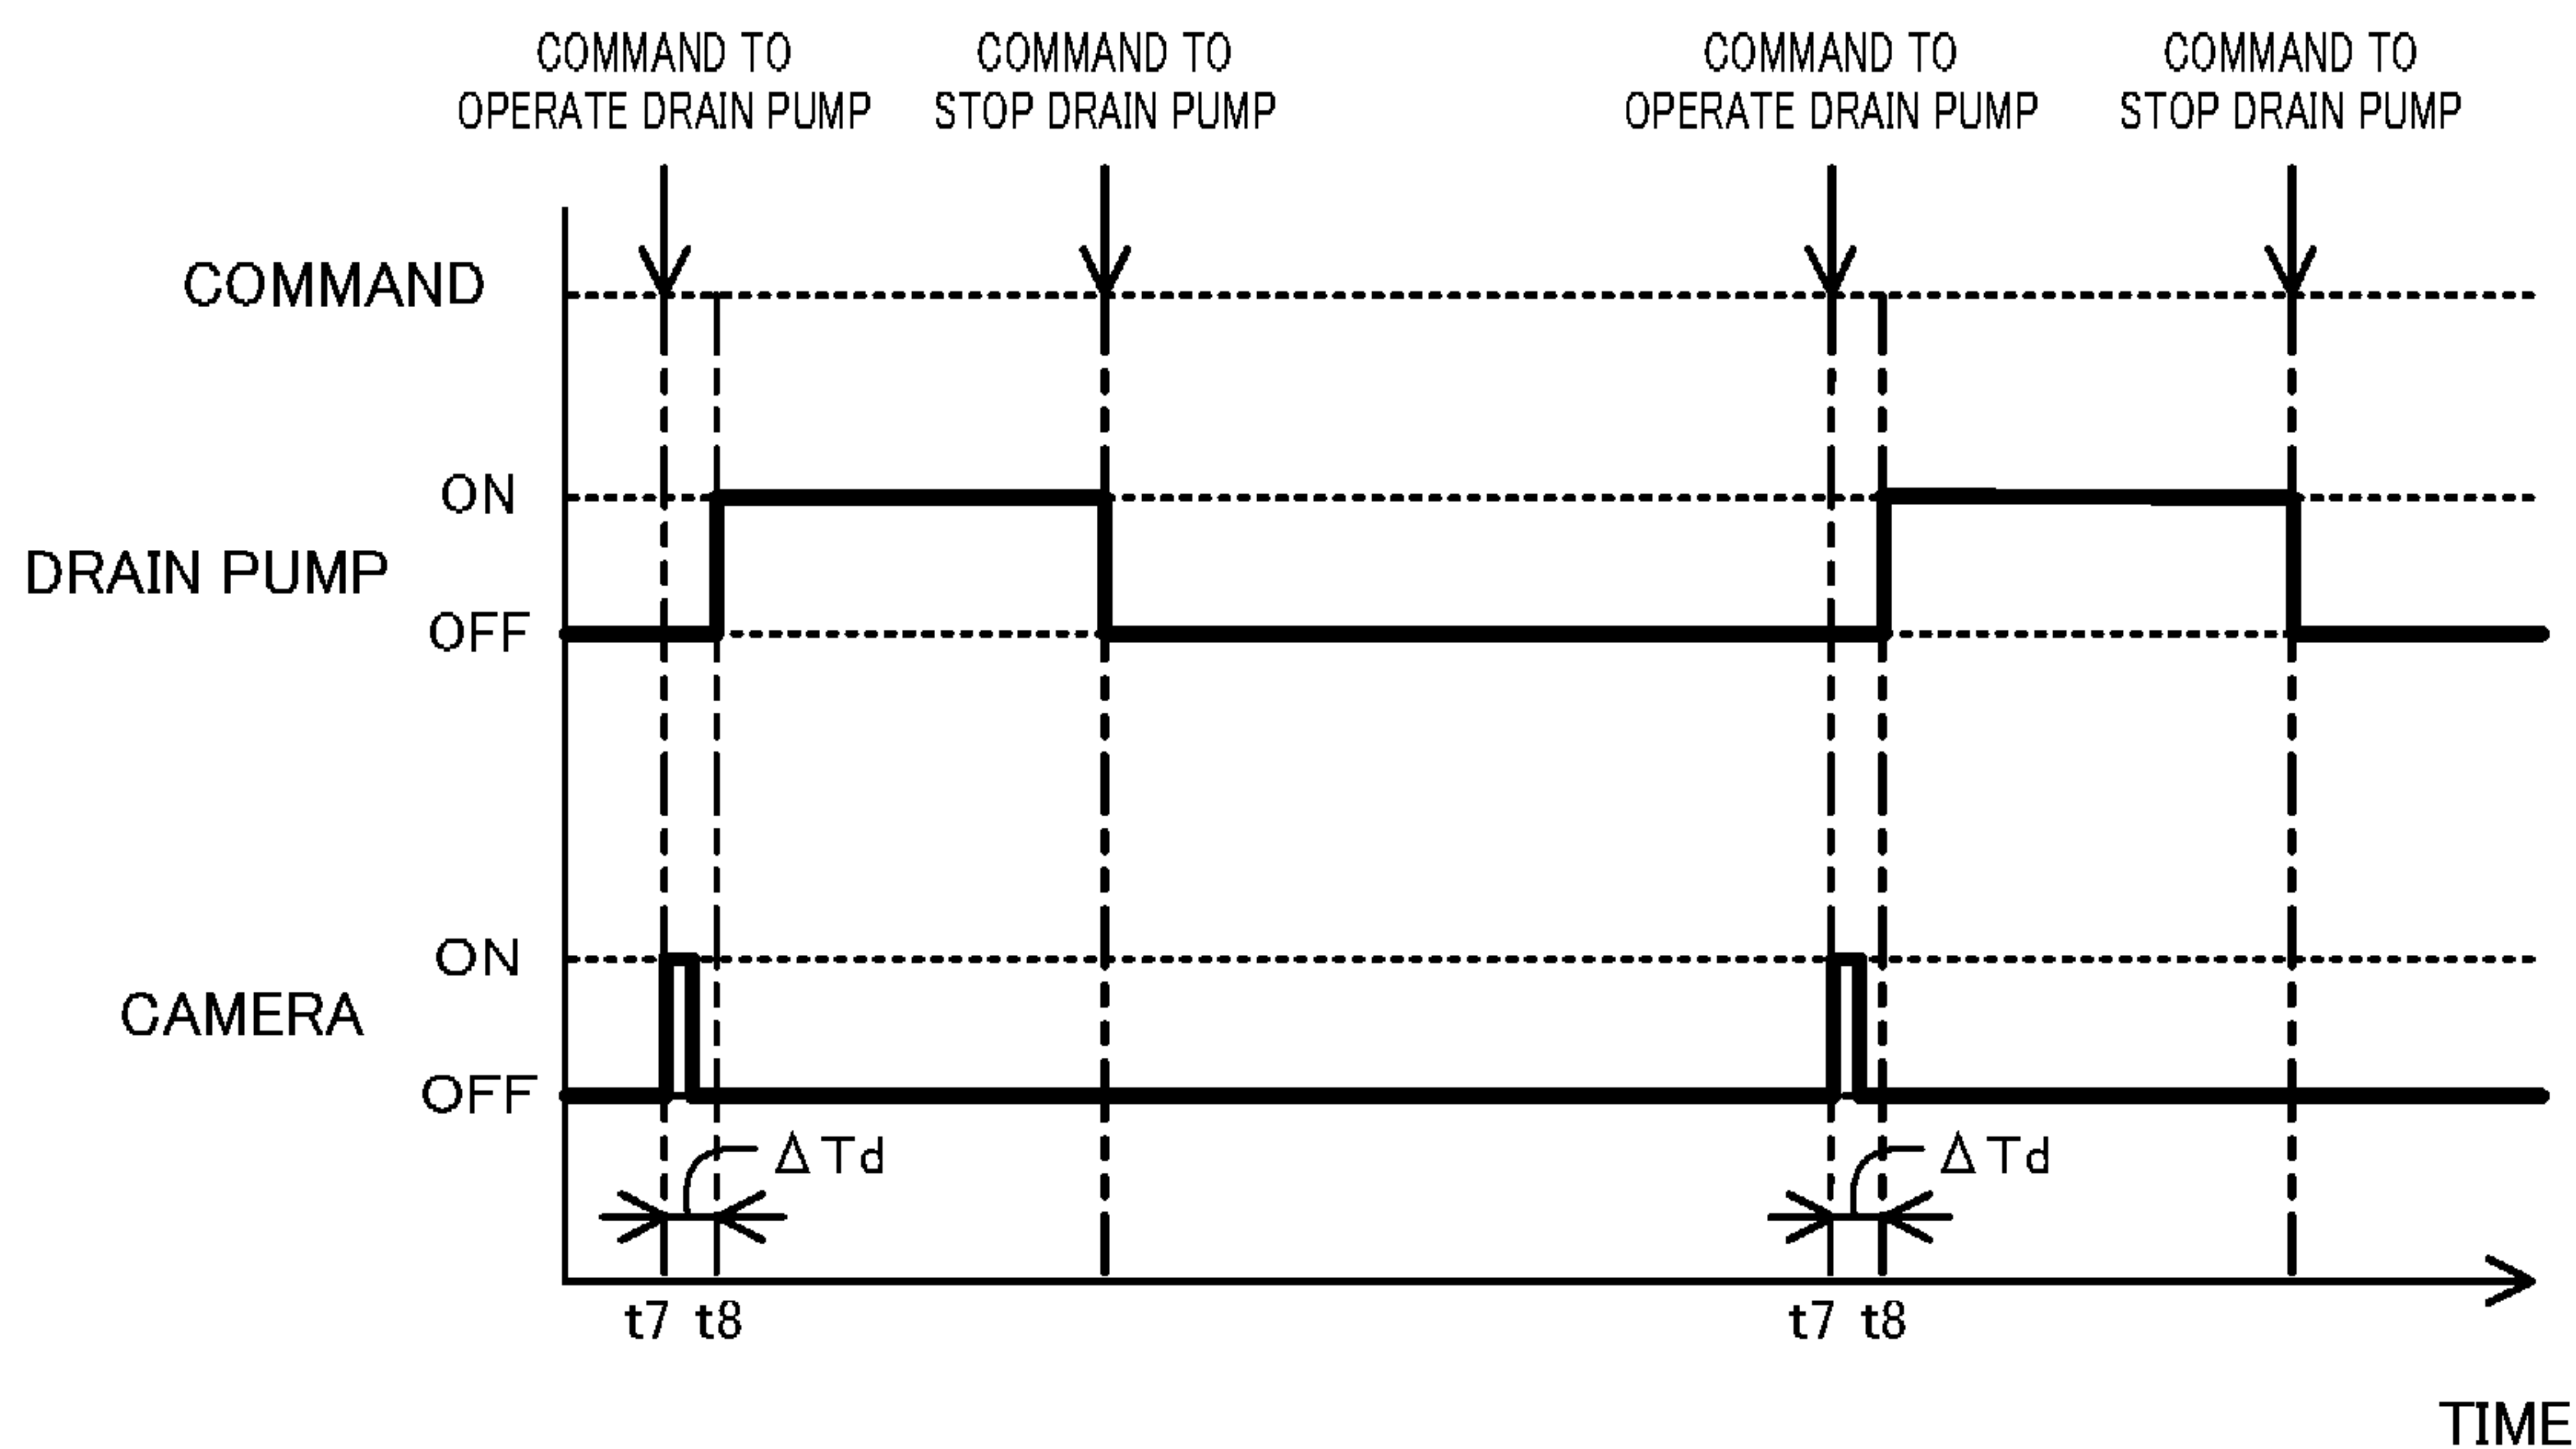 COMMAND TO
OPERATE DRAIN PUMP
COMMAND TO
STOP DRAIN PUMP
COMMAND TO
OPERATE DRAIN PUMP
COMMAND TO
STOP DRAIN PUMP
COMMAND
ON
DRAIN PUMP
OFF
ON
CAMERA
OFF
ΔTd
ΔTd
t7 t8
t7 t8
TIME